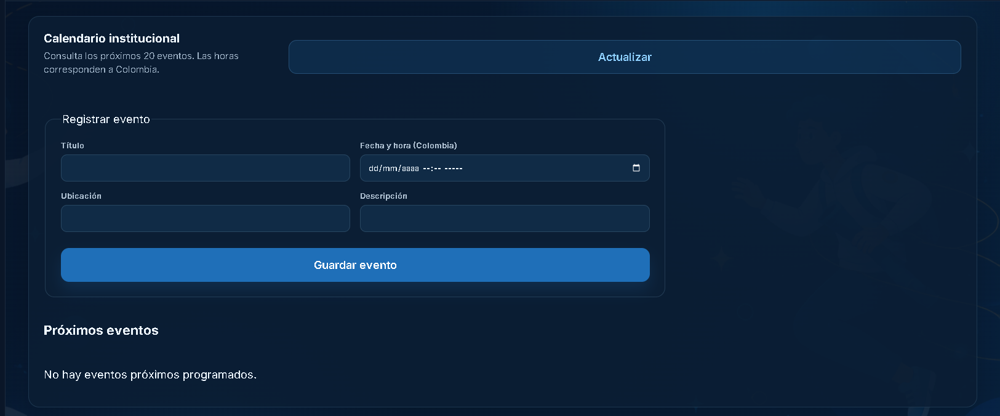 Calendario institucional
Consulta los próximos 20 eventos. Las horas
corresponden a Colombia.
Actualizar
Registrar evento
Título
Fecha y hora (Colombia)
dd/mm/aaaa --:-- -----
Ubicación
Descripción
Guardar evento
Próximos eventos
No hay eventos próximos programados.